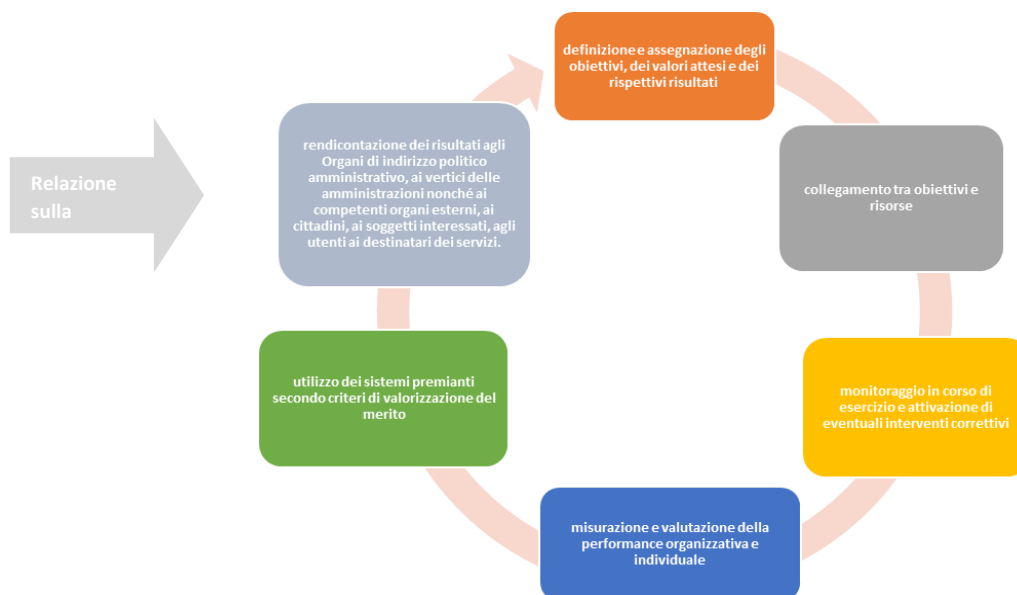 definizione e assegnazione degli
obiettivi, dei valori attesi e dei
rispettivi risultati
rendicontazione dei risultati agli
Organi di indirizzo politico
amministrativo, ai vertici delle
amministrazioni nonché ai
competenti organi esterni, ai
cittadini, ai soggetti interessati, agli
utenti ai destinatari dei servizi.
Relazione
sulla
collegamento tra obiettivi e
risorse
utilizzo dei sistemi premianti
secondo criteri di valorizzazione del
merito
monitoraggio in corso di
esercizio e attivazione di
eventuali interventi correttivi
misurazione e valutazione della
performance organizzativa e
individuale